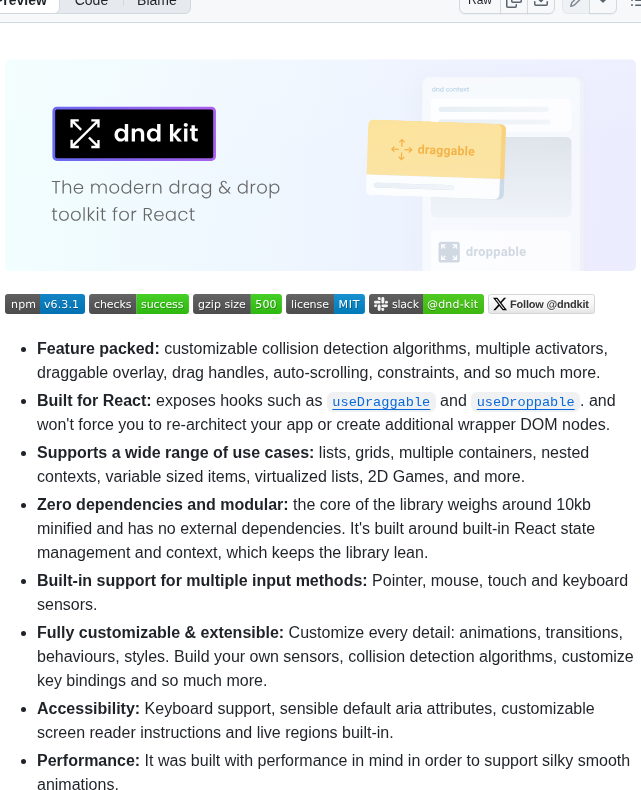 Preview Code Blame Raw
dnd context
dnd kit
draggable
The modern drag & drop
toolkit for React
droppable
npm v6.3.1 checks success gzip size 500 license MIT slack @dnd-kit Follow @dndkit
• Feature packed: customizable collision detection algorithms, multiple activators,
draggable overlay, drag handles, auto-scrolling, constraints, and so much more.
• Built for React: exposes hooks such as useDraggable and useDroppable. and
won't force you to re-architect your app or create additional wrapper DOM nodes.
• Supports a wide range of use cases: lists, grids, multiple containers, nested
contexts, variable sized items, virtualized lists, 2D Games, and more.
• Zero dependencies and modular: the core of the library weighs around 10kb
minified and has no external dependencies. It's built around built-in React state
management and context, which keeps the library lean.
• Built-in support for multiple input methods: Pointer, mouse, touch and keyboard
sensors.
• Fully customizable & extensible: Customize every detail: animations, transitions,
behaviours, styles. Build your own sensors, collision detection algorithms, customize
key bindings and so much more.
• Accessibility: Keyboard support, sensible default aria attributes, customizable
screen reader instructions and live regions built-in.
• Performance: It was built with performance in mind in order to support silky smooth
animations.